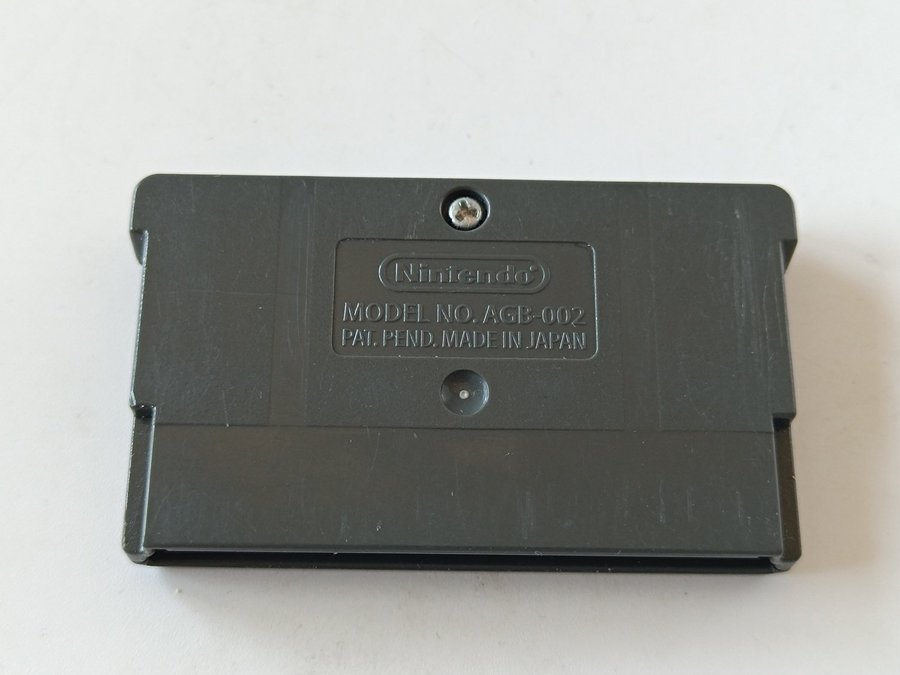 Nintendo
MODEL NO. AGB-002
PAT. PEND. MADE IN JAPAN